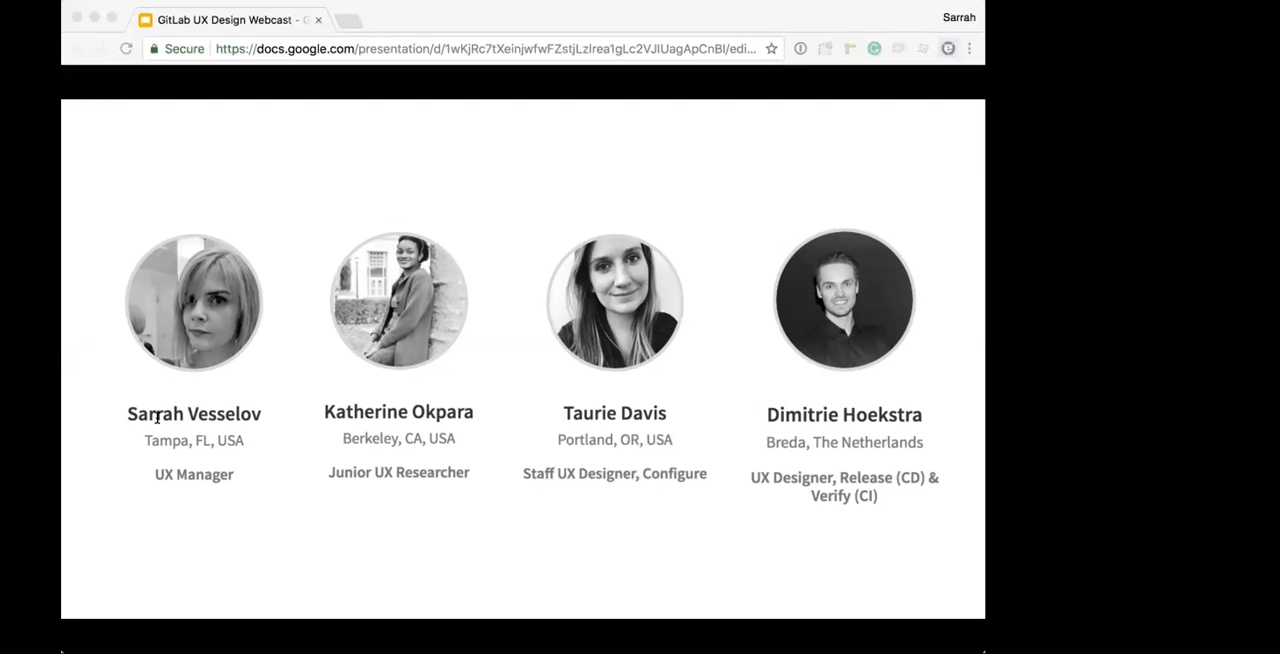 GitLab UX Design Webcast - G
Sarrah
Secure
https://docs.google.com/presentation/d/1wKjRc7tXeinjwfwFZstjLzIrea1gLc2VJIUagApCnBI/edi...
Sarrah Vesselov
Katherine Okpara
Taurie Davis
Dimitrie Hoekstra
Tampa, FL, USA
Berkeley, CA, USA
Portland, OR, USA
Breda, The Netherlands
UX Manager
Junior UX Researcher
Staff UX Designer, Configure
UX Designer, Release (CD) &
Verify (CI)